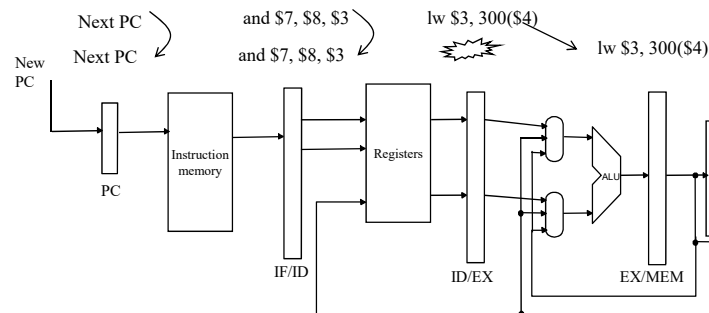 Next PC
and $7, $8, $3
lw $3, 300($4)
Next PC
and $7, $8, $3
lw $3, 300($4)
New
PC
Instruction
memory
Registers
ALU
PC
IF/ID
ID/EX
EX/MEM